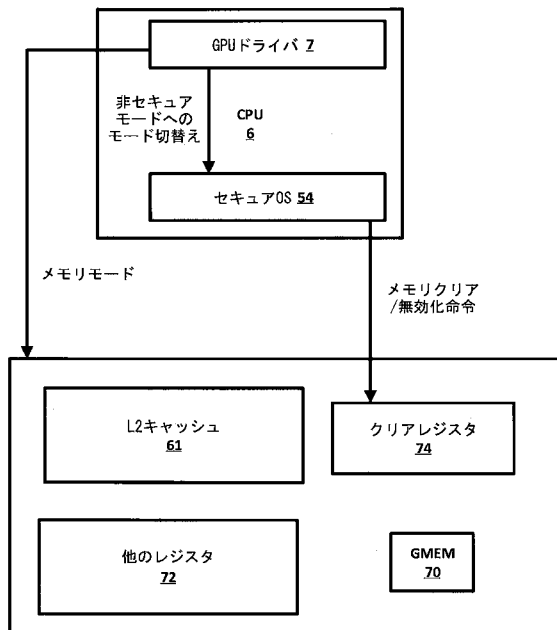 GPUドライバ 7
非セキュア
モードへの
モード切替え
CPU
6
セキュアOS 54
メモリモード
メモリクリア
/無効化命令
L2キャッシュ
61
クリアレジスタ
74
他のレジスタ
72
GMEM
70